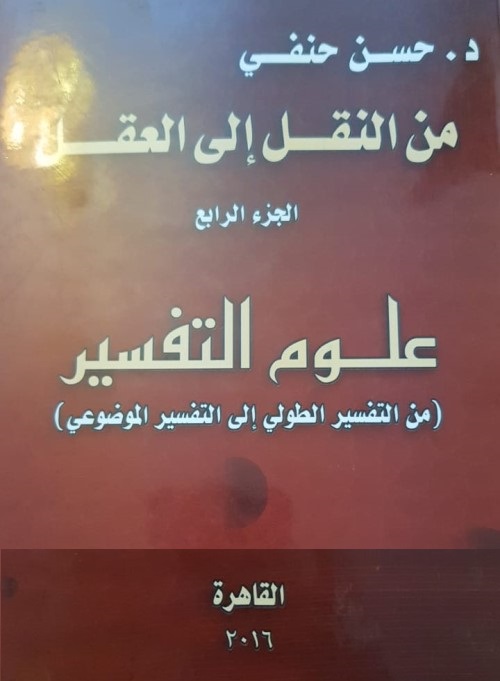 د. حسن حنفي
من النقل إلى العقل
الجزء الرابع
علوم التفسير
(من التفسير الطولي إلى التفسير الموضوعي)
القاهرة
٢٠١٦